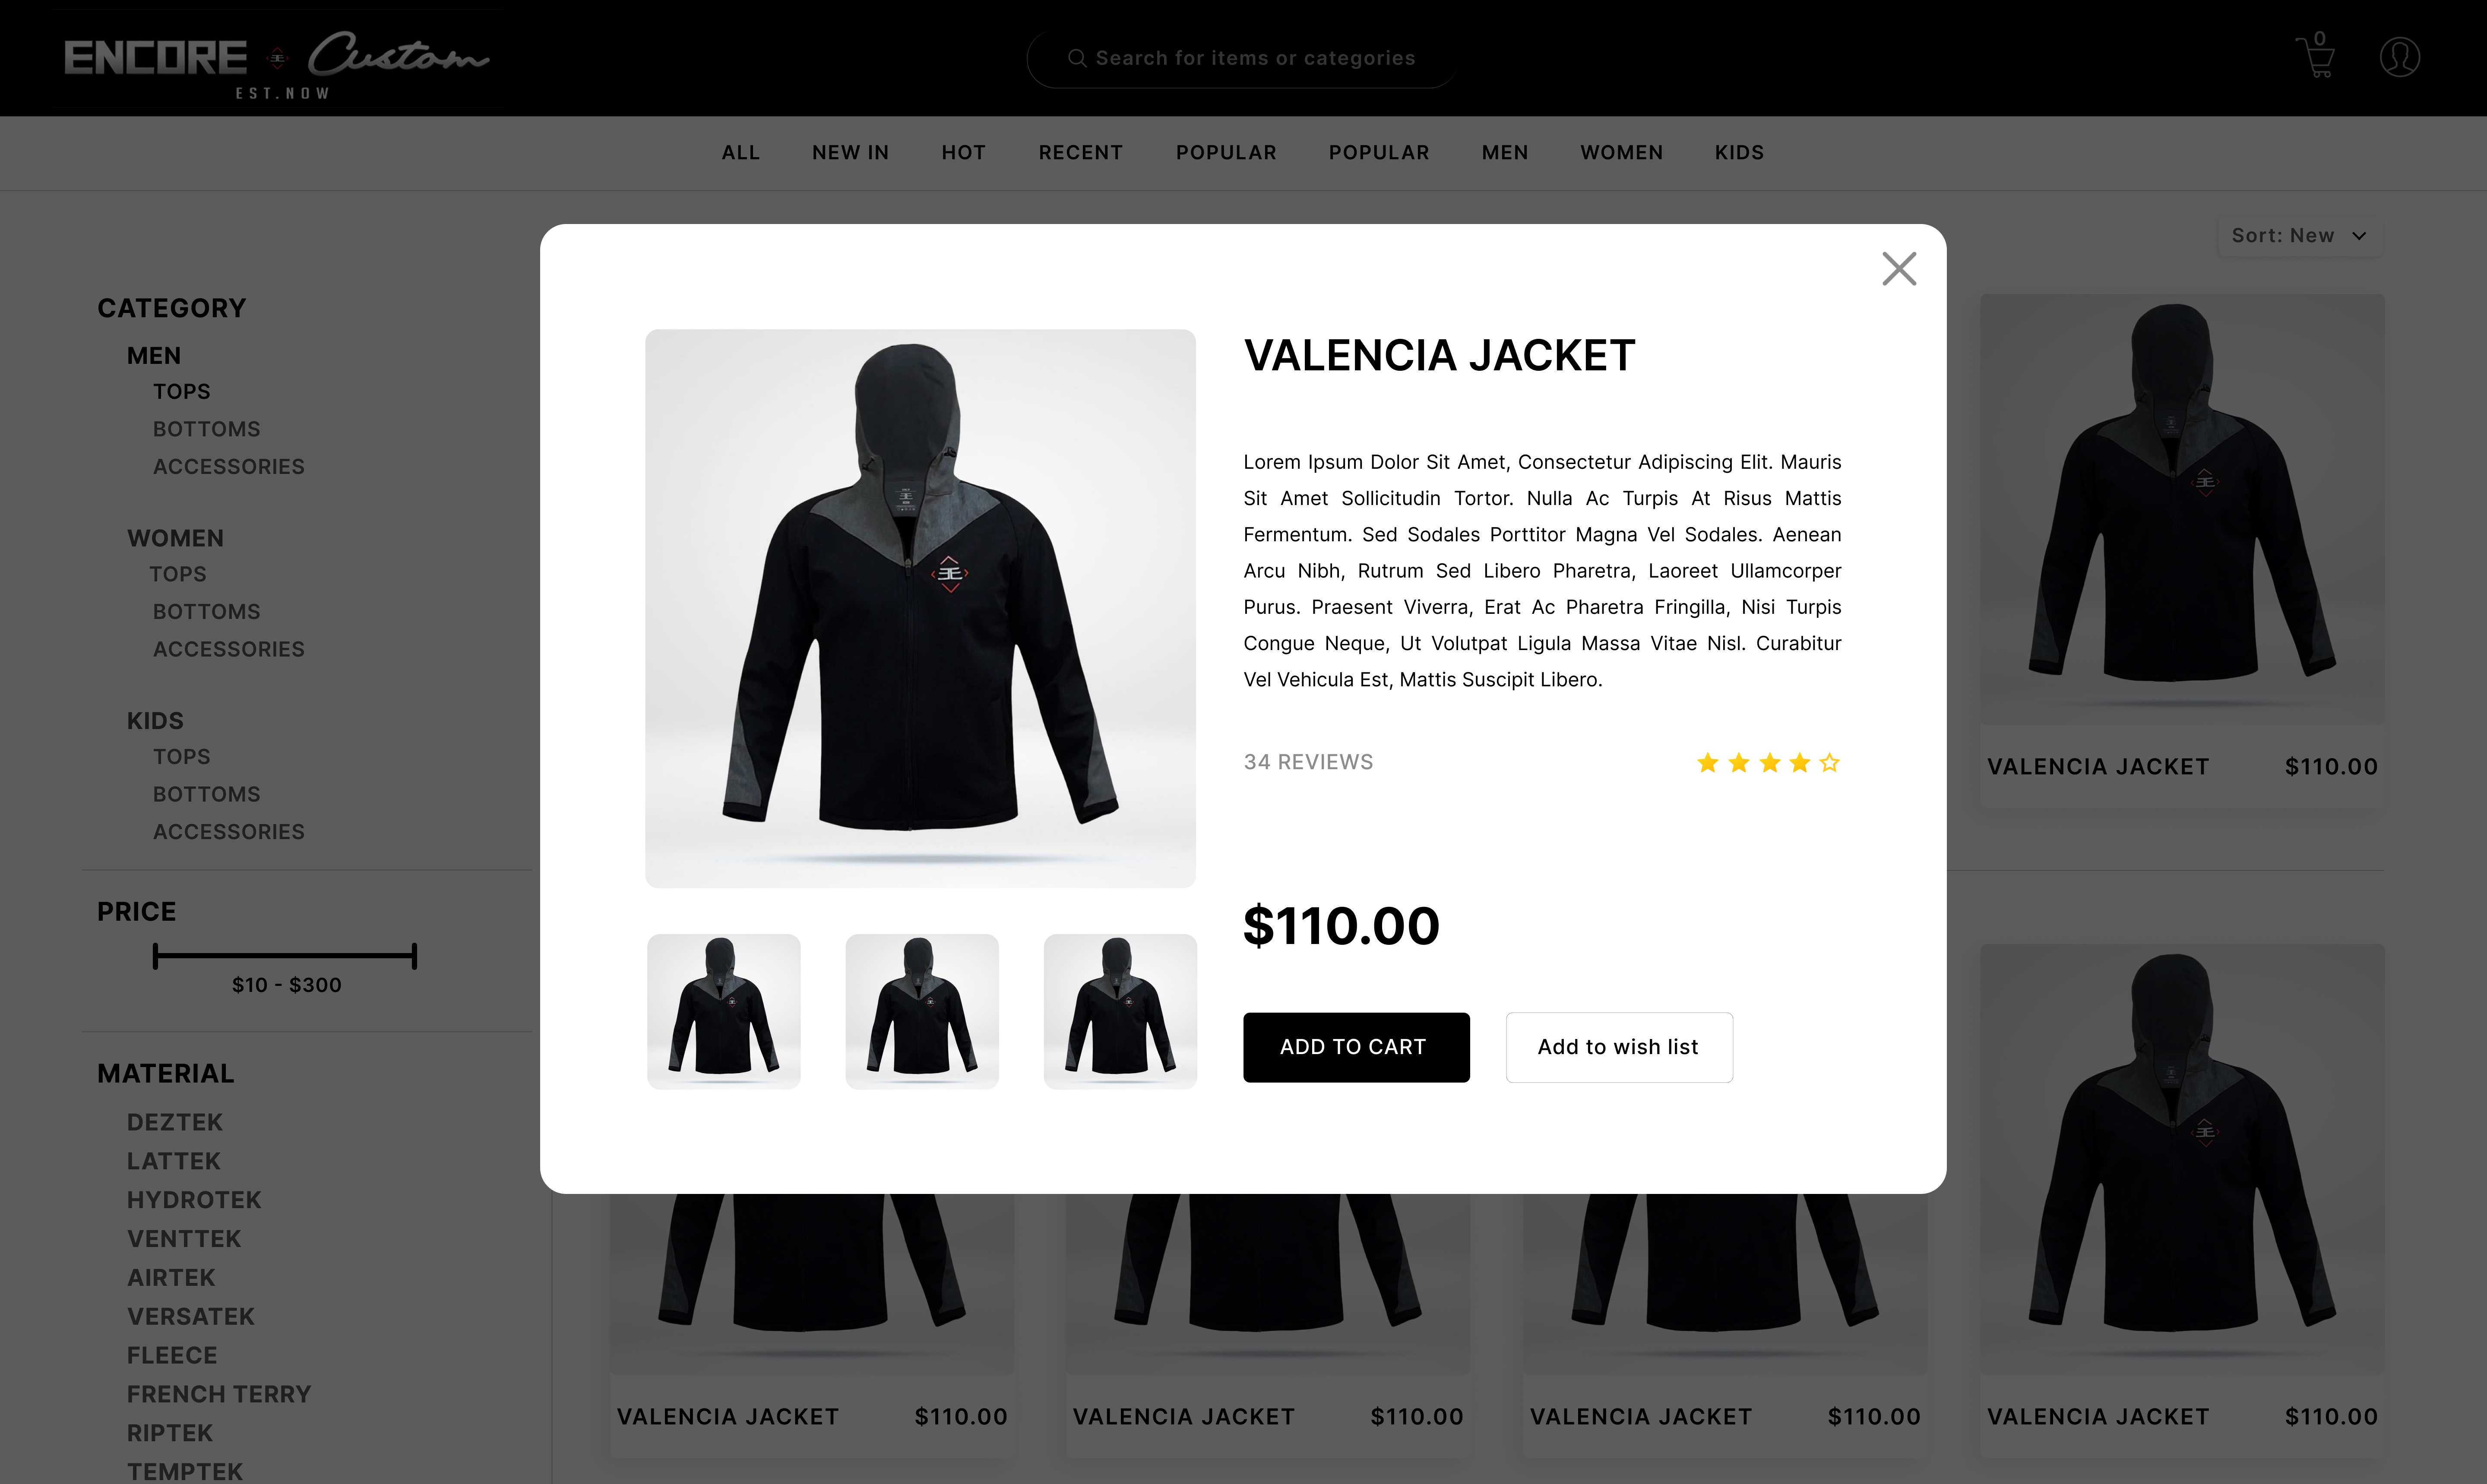 ENCORE Custom
EST.NOW
Search for items or categories
0
ALL NEW IN HOT RECENT POPULAR POPULAR MEN WOMEN KIDS
Sort: New
CATEGORY
MEN
TOPS
BOTTOMS
ACCESSORIES
WOMEN
TOPS
BOTTOMS
ACCESSORIES
KIDS
TOPS
BOTTOMS
ACCESSORIES
PRICE
$10 - $300
MATERIAL
DEZTEK
LATTEK
HYDROTEK
VENTTEK
AIRTEK
VERSATEK
FLEECE
FRENCH TERRY
RIPTEK
TEMPTEK
VALENCIA JACKET
Lorem Ipsum Dolor Sit Amet, Consectetur Adipiscing Elit. Mauris
Sit Amet Sollicitudin Tortor. Nulla Ac Turpis At Risus Mattis
Fermentum. Sed Sodales Porttitor Magna Vel Sodales. Aenean
Arcu Nibh, Rutrum Sed Libero Pharetra, Laoreet Ullamcorper
Purus. Praesent Viverra, Erat Ac Pharetra Fringilla, Nisi Turpis
Congue Neque, Ut Volutpat Ligula Massa Vitae Nisl. Curabitur
Vel Vehicula Est, Mattis Suscipit Libero.
34 REVIEWS
$110.00
ADD TO CART
Add to wish list
VALENCIA JACKET $110.00
VALENCIA JACKET $110.00
VALENCIA JACKET $110.00
VALENCIA JACKET $110.00
VALENCIA JACKET $110.00